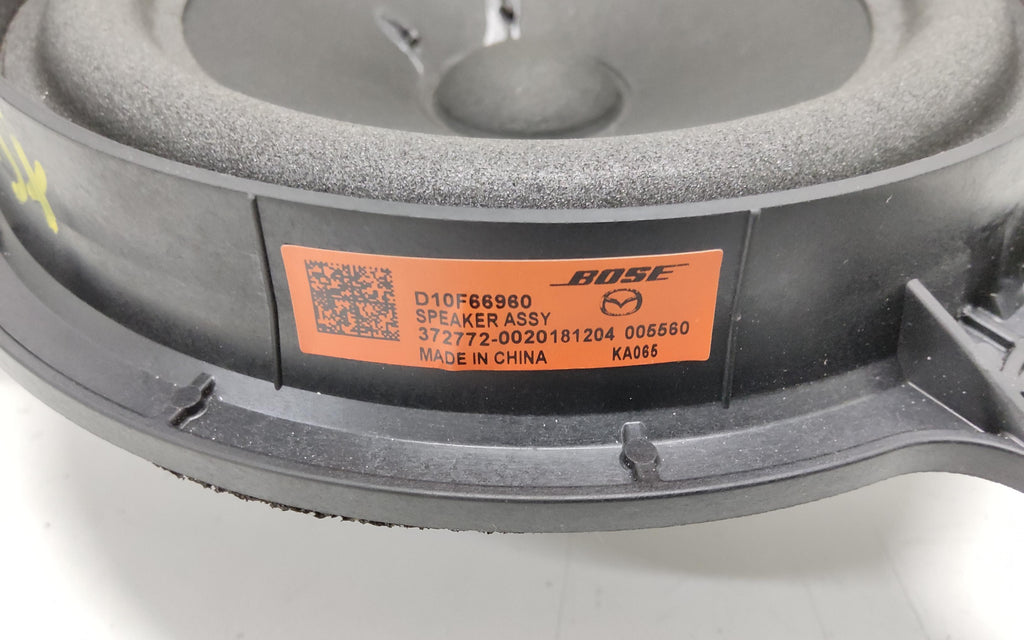 BOSE
D10F66960
SPEAKER ASSY
372772-0020181204 005560
MADE IN CHINA KA065